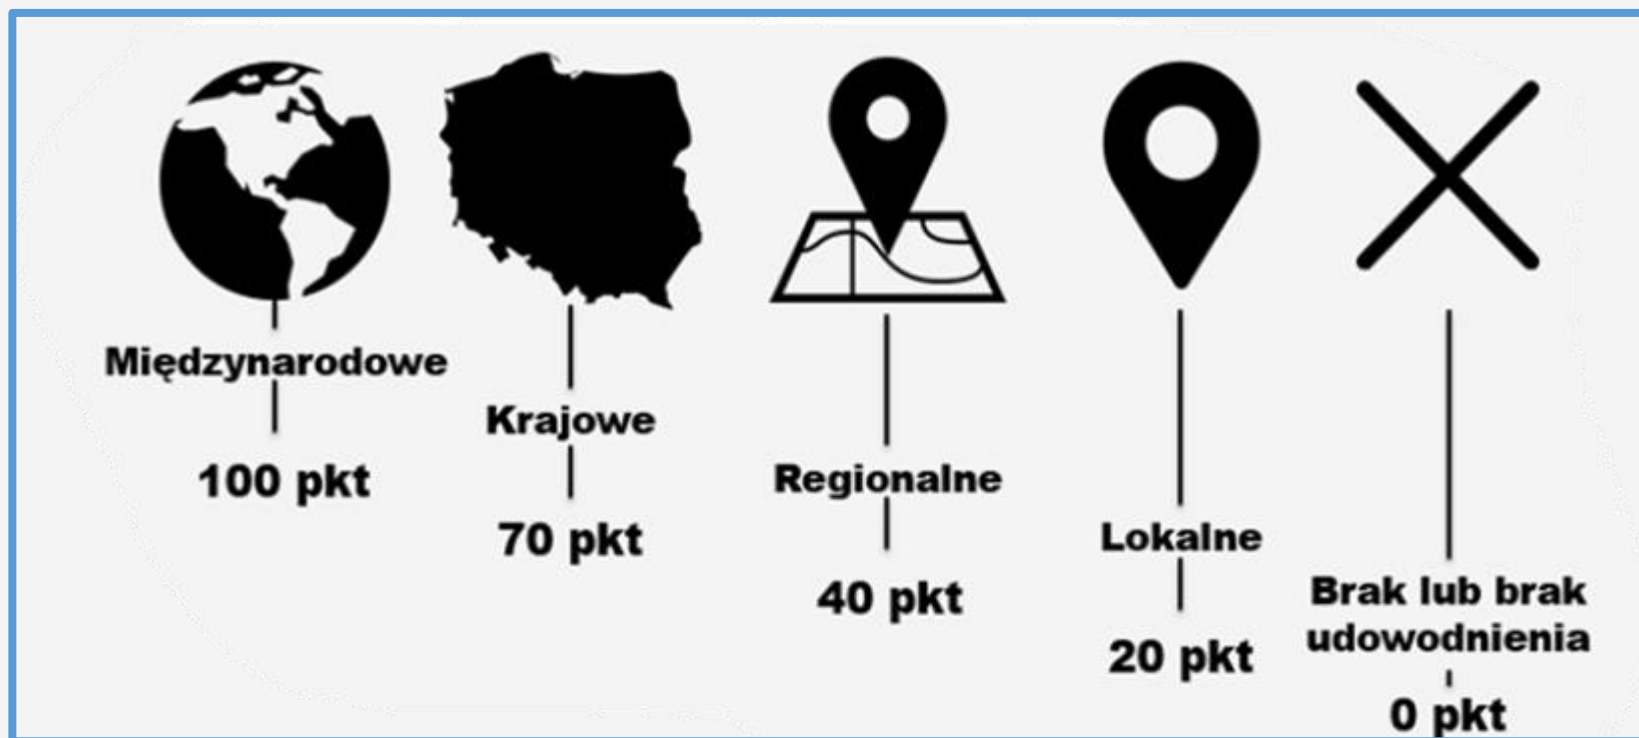 Międzynarodowe
100 pkt
Krajowe
70 pkt
Regionalne
40 pkt
Lokalne
20 pkt
Brak lub brak
udowodnienia
0 pkt